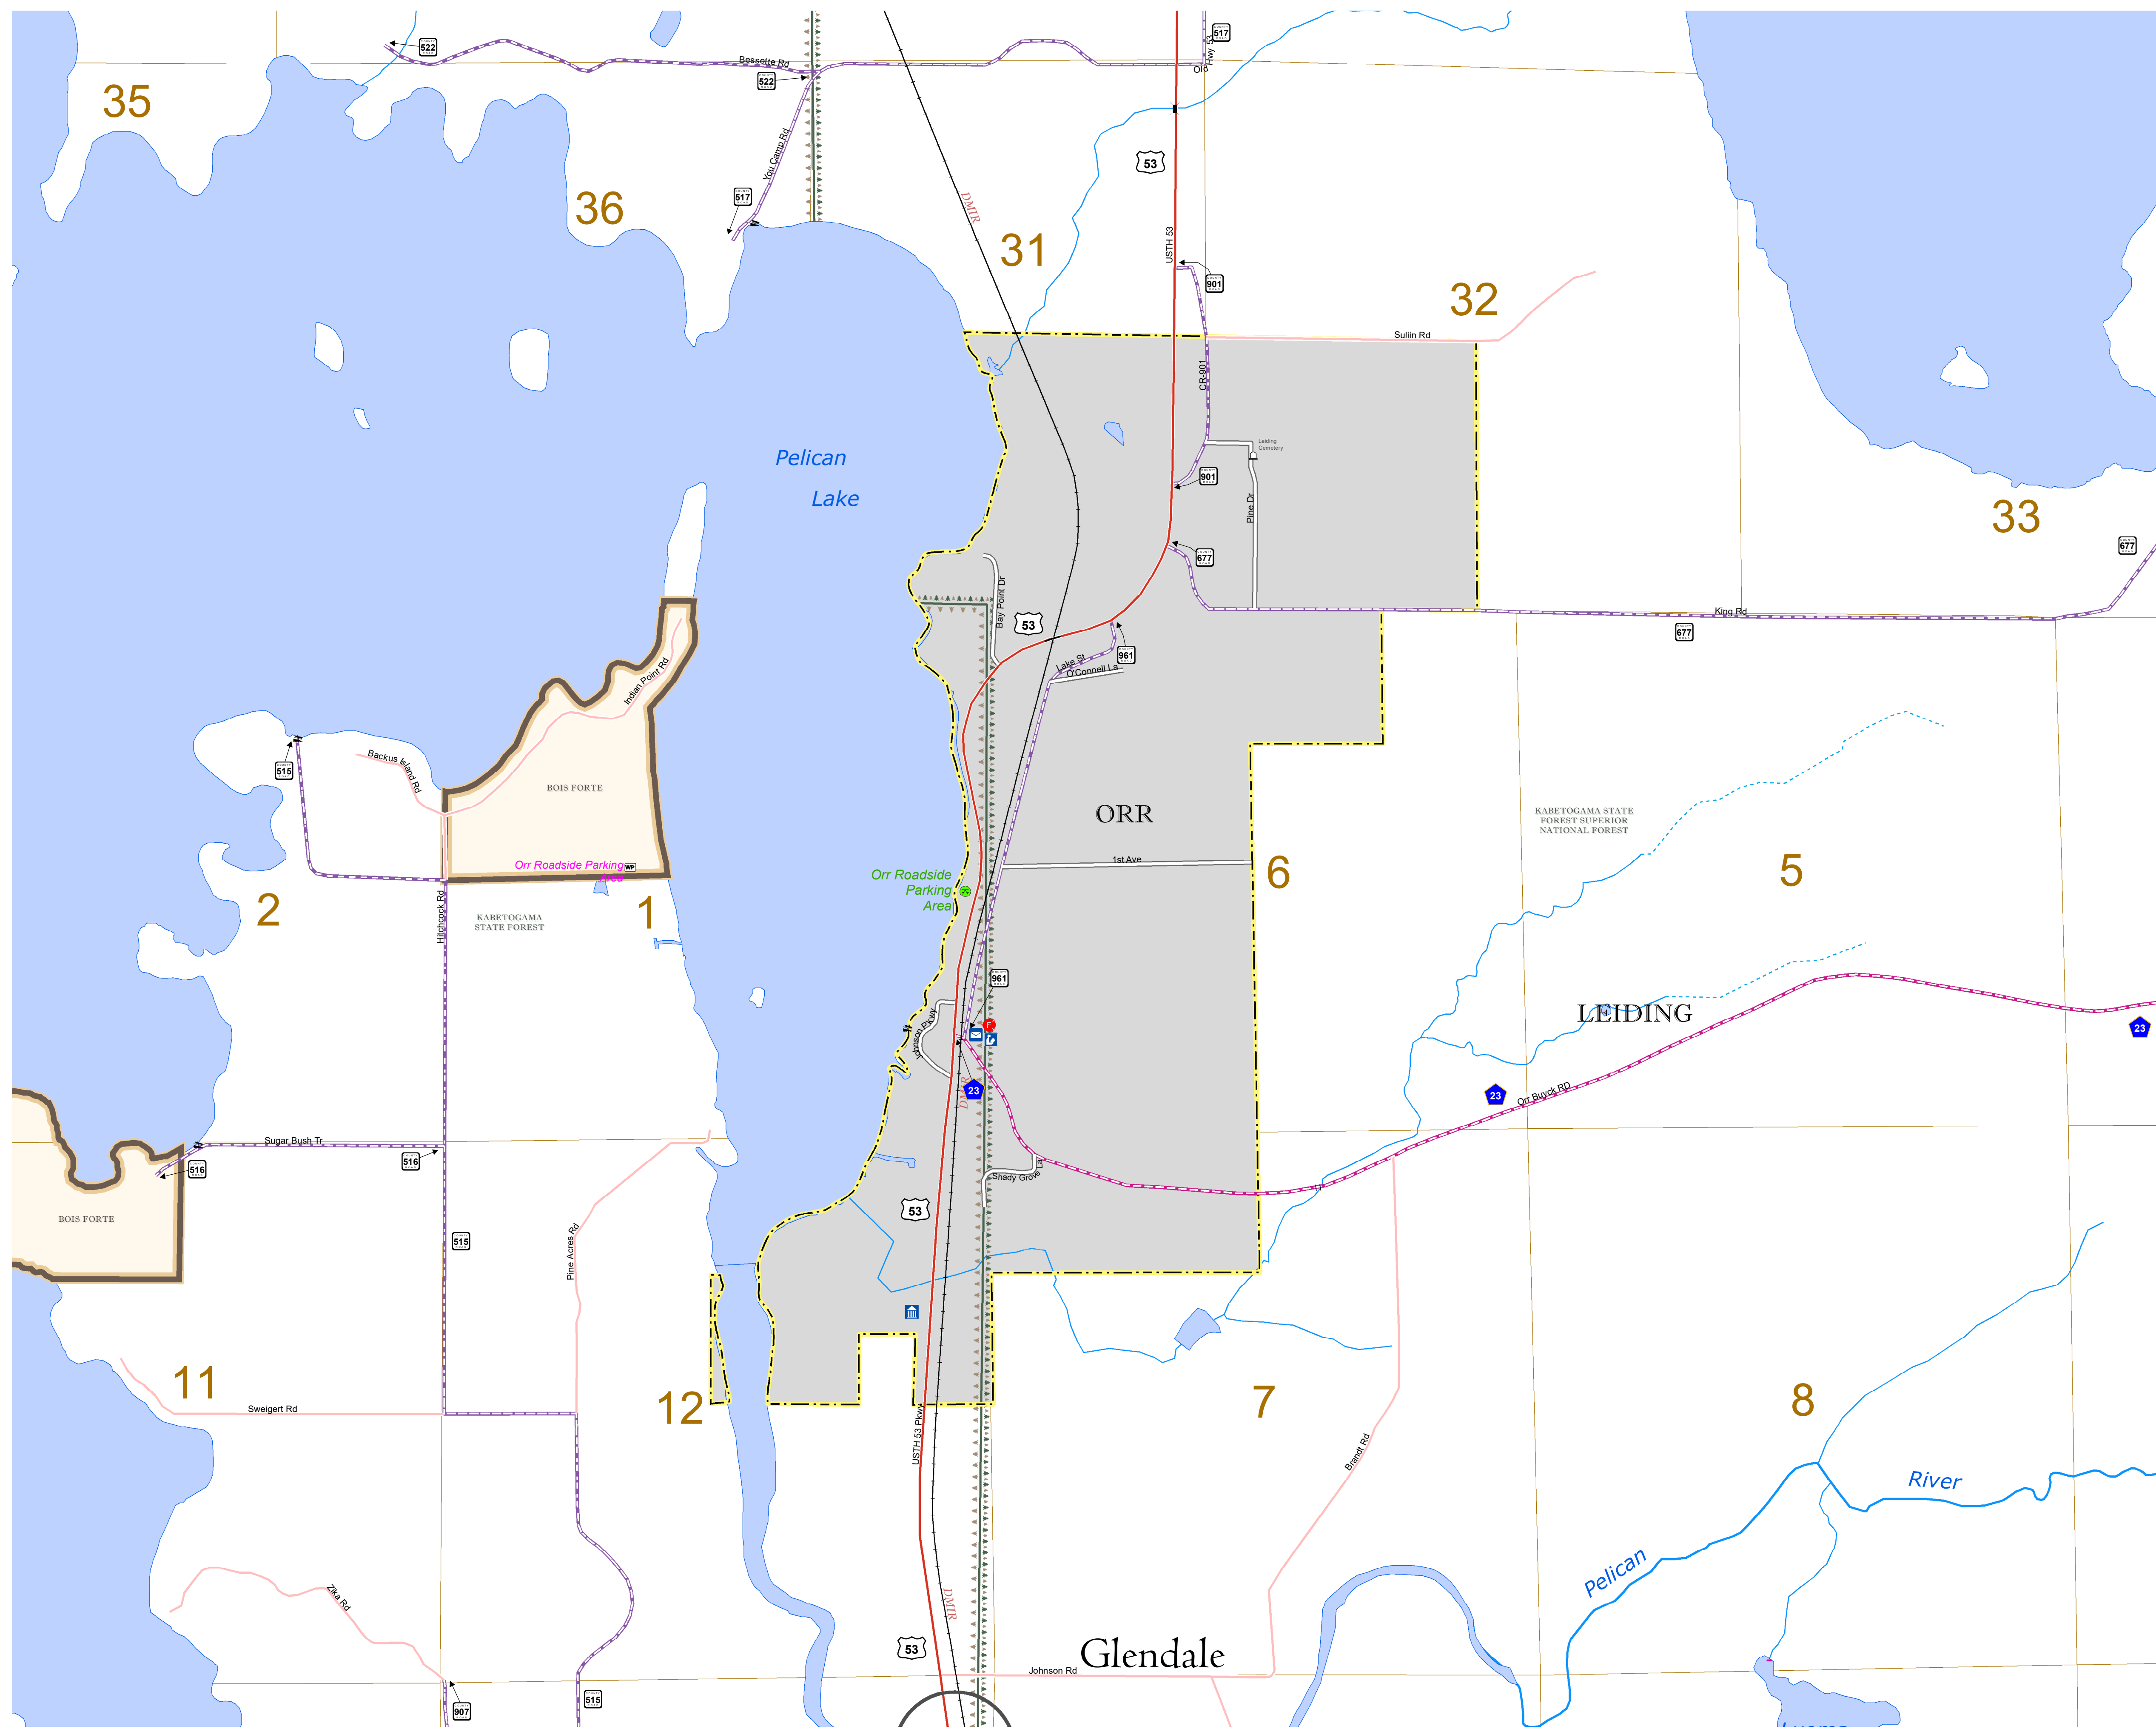 522
Bessette Rd
522
517
Old
Hwy 53
35
36
You Camp Rd
517
DMIR
53
31
USTH 53
901
32
Suliin Rd
CR-901
Leiding
Cemetery
901
Pine Dr
Pelican
Lake
33
677
677
King Rd
677
Bay Point Dr
53
961
Lake St
O'Connell La
Indian Point Rd
515
Backus Island Rd
BOIS FORTE
ORR
KABETOGAMA STATE
FOREST SUPERIOR
NATIONAL FOREST
Orr Roadside Parking
Area
WP
Orr Roadside
Parking
Area
1st Ave
6
5
2
1
Hitchcock Rd
KABETOGAMA
STATE FOREST
961
F
Johnson Pkwy
23
DMIR
LEIDING
23
23
Orr Buyck RD
Sugar Bush Tr
516
516
BOIS FORTE
Shady Grove La
53
515
Pine Acres Rd
11
12
7
8
Sweigert Rd
USTH 53 Pkwy
Brandt Rd
River
Pelican
Zika Rd
DMIR
53
Glendale
Johnson Rd
515
907